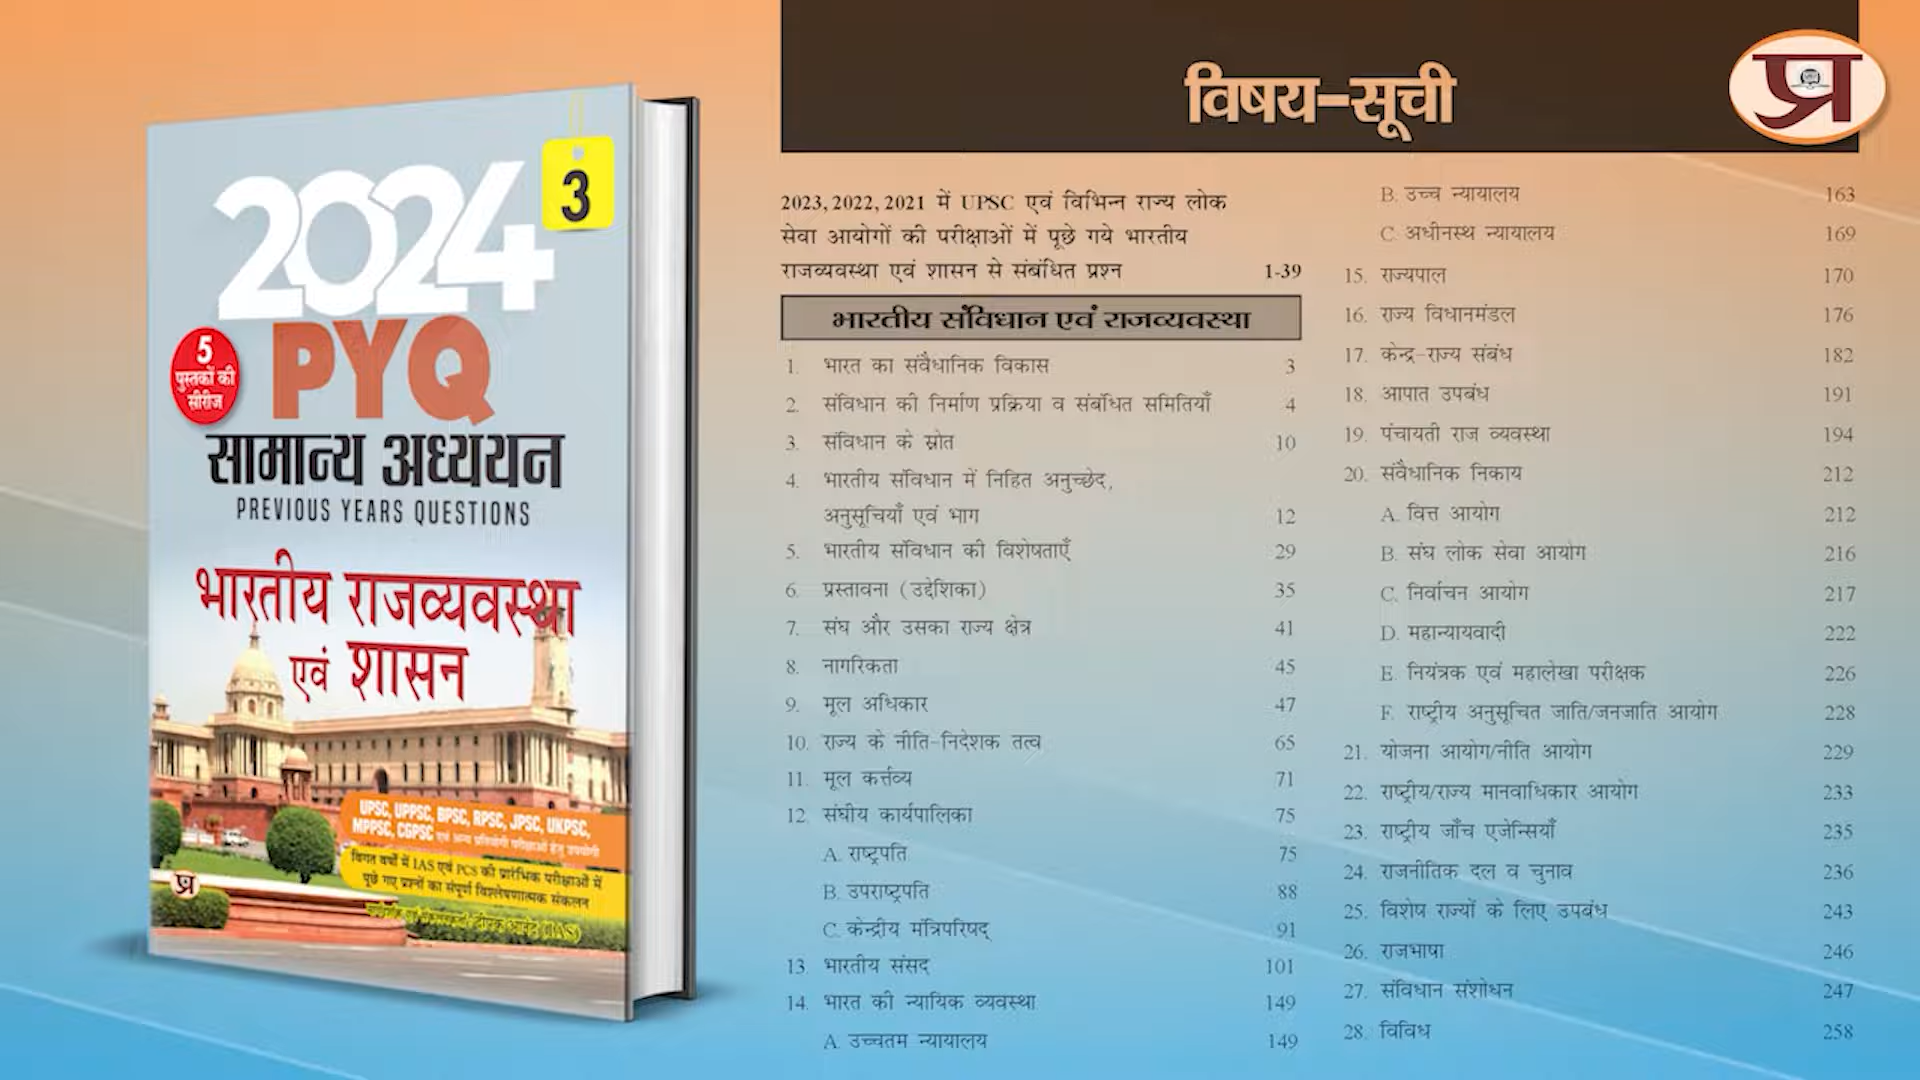 2024
3
PYQ
5
पुस्तकों की
सीरीज
सामान्य अध्ययन
PREVIOUS YEARS QUESTIONS
भारतीय राजव्यवस्था
एवं शासन
UPSC, UPPSC, BPSC, RPSC, JPSC, UKPSC,
MPPSC, CGPSC एवं अन्य प्रतियोगी परीक्षाओं हेतु उपयोगी
विगत वर्षों में IAS एवं PCS की प्रारंभिक परीक्षाओं में
पूछे गए प्रश्नों का संपूर्ण विश्लेषणात्मक संकलन
प्र
विषय-सूची
प्र
2023, 2022, 2021 में UPSC एवं विभिन्न राज्य लोक
सेवा आयोगों की परीक्षाओं में पूछे गये भारतीय
राजव्यवस्था एवं शासन से संबंधित प्रश्न 1-39
भारतीय संविधान एवं राजव्यवस्था
1. भारत का संवैधानिक विकास 3
2. संविधान की निर्माण प्रक्रिया व संबंधित समितियाँ 4
3. संविधान के स्रोत 10
4. भारतीय संविधान में निहित अनुच्छेद,
अनुसूचियाँ एवं भाग 12
5. भारतीय संविधान की विशेषताएँ 29
6. प्रस्तावना (उद्देशिका) 35
7. संघ और उसका राज्य क्षेत्र 41
8. नागरिकता 45
9. मूल अधिकार 47
10. राज्य के नीति-निदेशक तत्व 65
11. मूल कर्त्तव्य 71
12. संघीय कार्यपालिका 75
A. राष्ट्रपति 75
B. उपराष्ट्रपति 88
C. केन्द्रीय मंत्रिपरिषद् 91
13. भारतीय संसद 101
14. भारत की न्यायिक व्यवस्था 149
A. उच्चतम न्यायालय 149
B. उच्च न्यायालय 163
C. अधीनस्थ न्यायालय 169
15. राज्यपाल 170
16. राज्य विधानमंडल 176
17. केन्द्र-राज्य संबंध 182
18. आपात उपबंध 191
19. पंचायती राज व्यवस्था 194
20. संवैधानिक निकाय 212
A. वित्त आयोग 212
B. संघ लोक सेवा आयोग 216
C. निर्वाचन आयोग 217
D. महान्यायवादी 222
E. नियंत्रक एवं महालेखा परीक्षक 226
F. राष्ट्रीय अनुसूचित जाति/जनजाति आयोग 228
21. योजना आयोग/नीति आयोग 229
22. राष्ट्रीय/राज्य मानवाधिकार आयोग 233
23. राष्ट्रीय जाँच एजेन्सियाँ 235
24. राजनीतिक दल व चुनाव 236
25. विशेष राज्यों के लिए उपबंध 243
26. राजभाषा 246
27. संविधान संशोधन 247
28. विविध 258